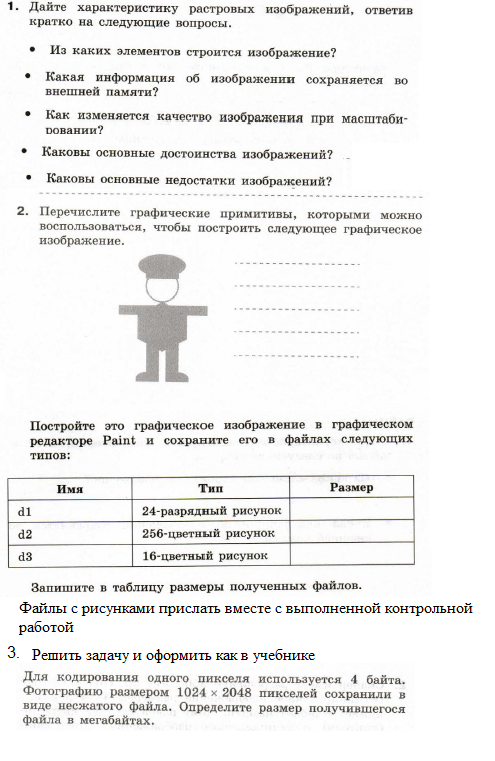 1. Дайте характеристику растровых изображений, ответив
кратко на следующие вопросы.
• Из каких элементов строится изображение?
• Какая информация об изображении сохраняется во
внешней памяти?
• Как изменяется качество изображения при масштаби-
ровании?
• Каковы основные достоинства изображений?
• Каковы основные недостатки изображений?
2. Перечислите графические примитивы, которыми можно
воспользоваться, чтобы построить следующее графическое
изображение.
Постройте это графическое изображение в графическом
редакторе Paint и сохраните его в файлах следующих
типов:
Имя Тип Размер
d1 24-разрядный рисунок
d2 256-цветный рисунок
d3 16-цветный рисунок
Запишите в таблицу размеры полученных файлов.
Файлы с рисунками прислать вместе с выполненной контрольной
работой
3. Решить задачу и оформить как в учебнике
Для кодирования одного пикселя используется 4 байта.
Фотографию размером 1024 × 2048 пикселей сохранили в
виде несжатого файла. Определите размер получившегося
файла в мегабайтах.